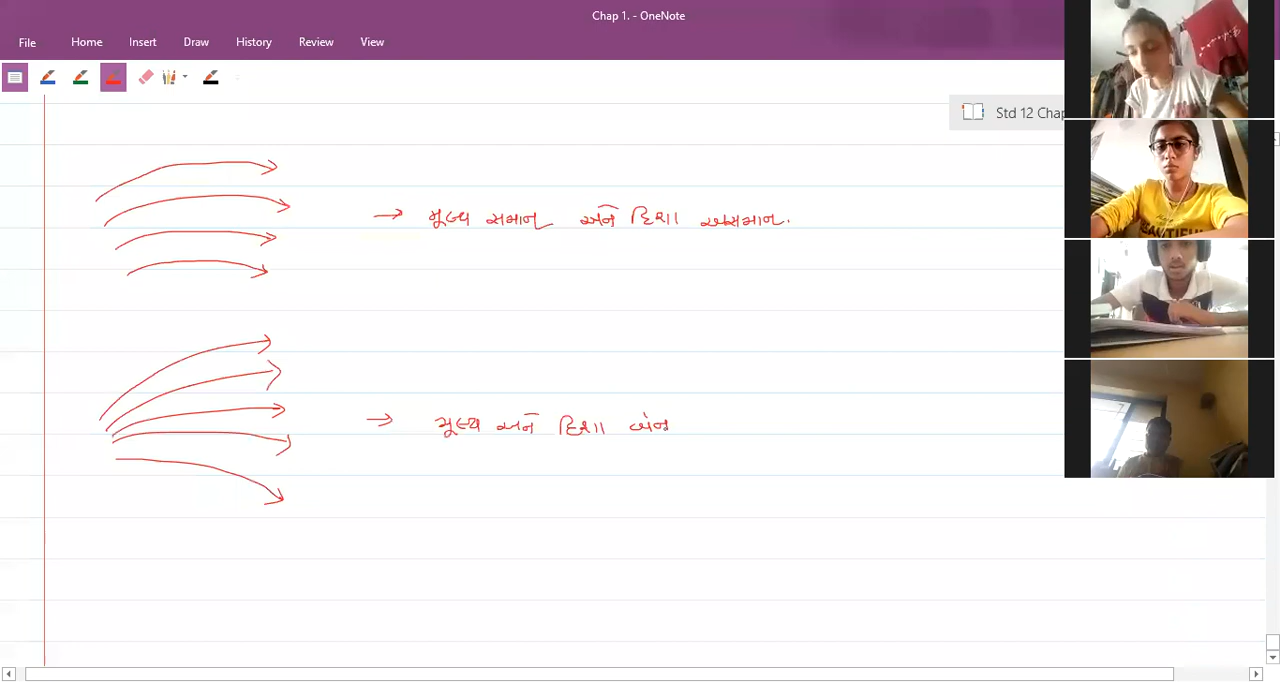 Chap 1. - OneNote
File Home Insert Draw History Review View
Std 12 Chap
→ મૂલ્ય સમાન અને દિશા અસમાન.
→ મૂલ્ય અને દિશા બંન્ને